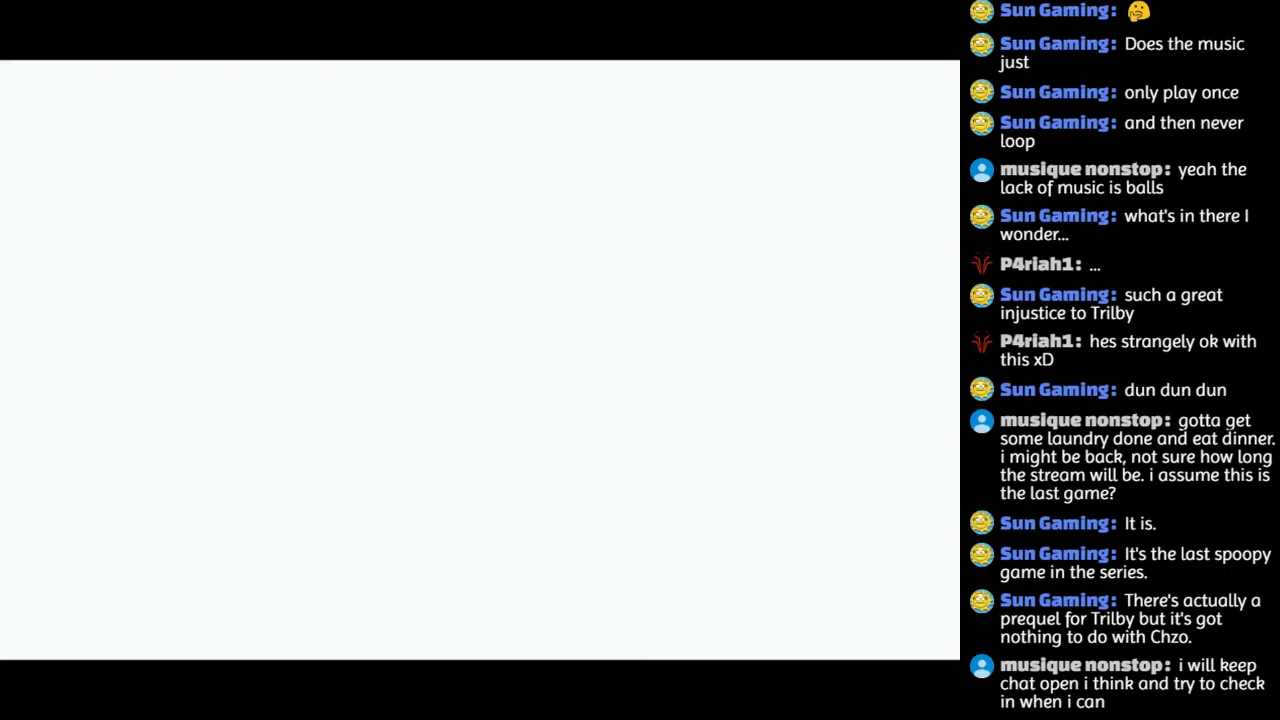 Sun Gaming: 🤔
Sun Gaming: Does the music
just
Sun Gaming: only play once
Sun Gaming: and then never
loop
musique nonstop: yeah the
lack of music is balls
Sun Gaming: what's in there I
wonder...
P4riah1: ...
Sun Gaming: such a great
injustice to Trilby
P4riah1: hes strangely ok with
this xD
Sun Gaming: dun dun dun
musique nonstop: gotta get
some laundry done and eat dinner.
i might be back, not sure how long
the stream will be. i assume this is
the last game?
Sun Gaming: It is.
Sun Gaming: It's the last spoopy
game in the series.
Sun Gaming: There's actually a
prequel for Trilby but it's got
nothing to do with Chzo.
musique nonstop: i will keep
chat open i think and try to check
in when i can